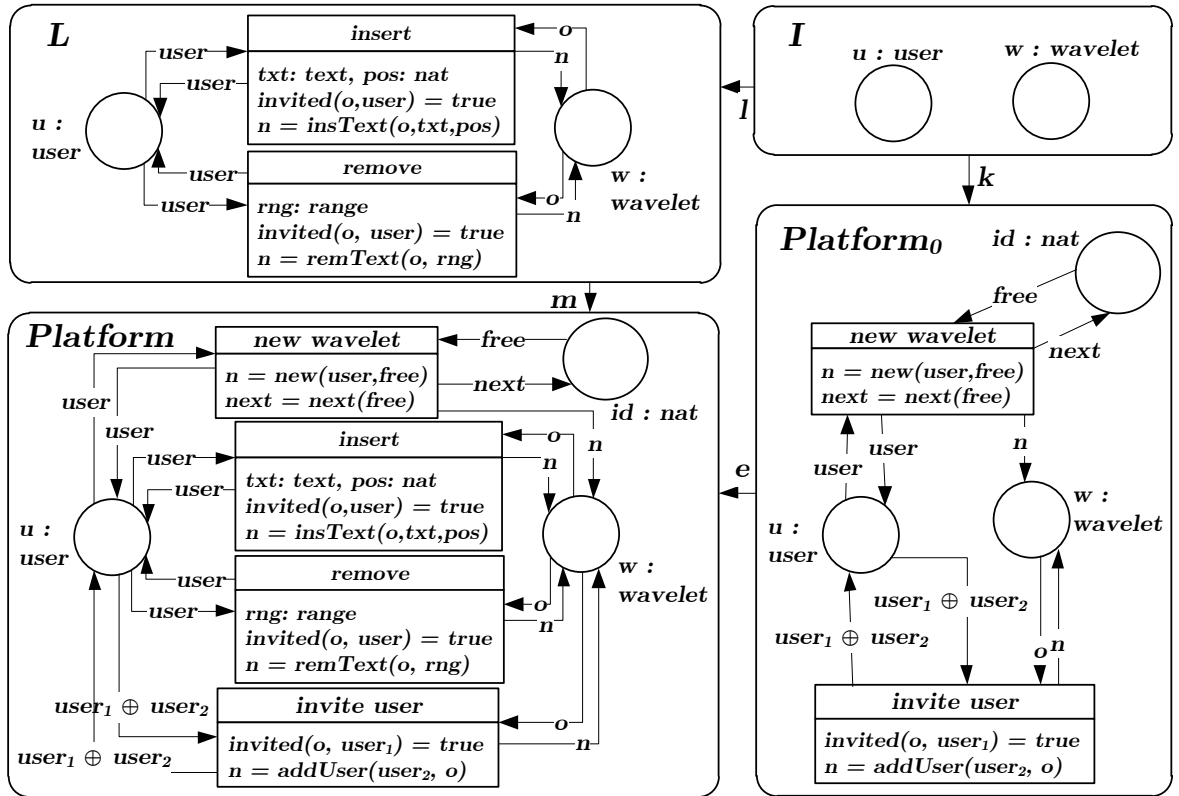 L
insert
txt: text, pos: nat
invited(o,user) = true
n = insText(o,txt,pos)
remove
rng: range
invited(o, user) = true
n = remText(o, rng)
user
user
user
user
u :
user
o
n
o
n
w :
wavelet
I
u : user
w : wavelet
l
k
m
e
Platform
new wavelet
n = new(user,free)
next = next(free)
free
next
id : nat
user
user
n
insert
txt: text, pos: nat
invited(o,user) = true
n = insText(o,txt,pos)
user
user
o
n
u :
user
w :
wavelet
remove
rng: range
invited(o, user) = true
n = remText(o, rng)
user
user
o
n
invite user
invited(o, user₁) = true
n = addUser(user₂, o)
user₁ ⊕ user₂
user₁ ⊕ user₂
o
n
Platform₀
id : nat
free
next
new wavelet
n = new(user,free)
next = next(free)
user
user
n
u :
user
w :
wavelet
user₁ ⊕ user₂
user₁ ⊕ user₂
o
n
invite user
invited(o, user₁) = true
n = addUser(user₂, o)